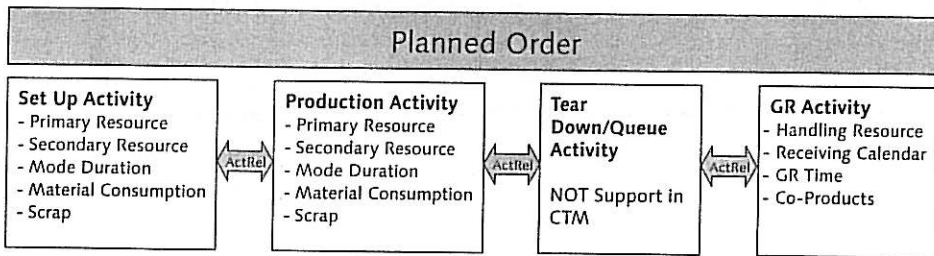 Planned Order
Set Up Activity
- Primary Resource
- Secondary Resource
- Mode Duration
- Material Consumption
- Scrap
ActRel
Production Activity
- Primary Resource
- Secondary Resource
- Mode Duration
- Material Consumption
- Scrap
ActRel
Tear
Down/Queue
Activity
NOT Support in
CTM
ActRel
GR Activity
- Handling Resource
- Receiving Calendar
- GR Time
- Co-Products